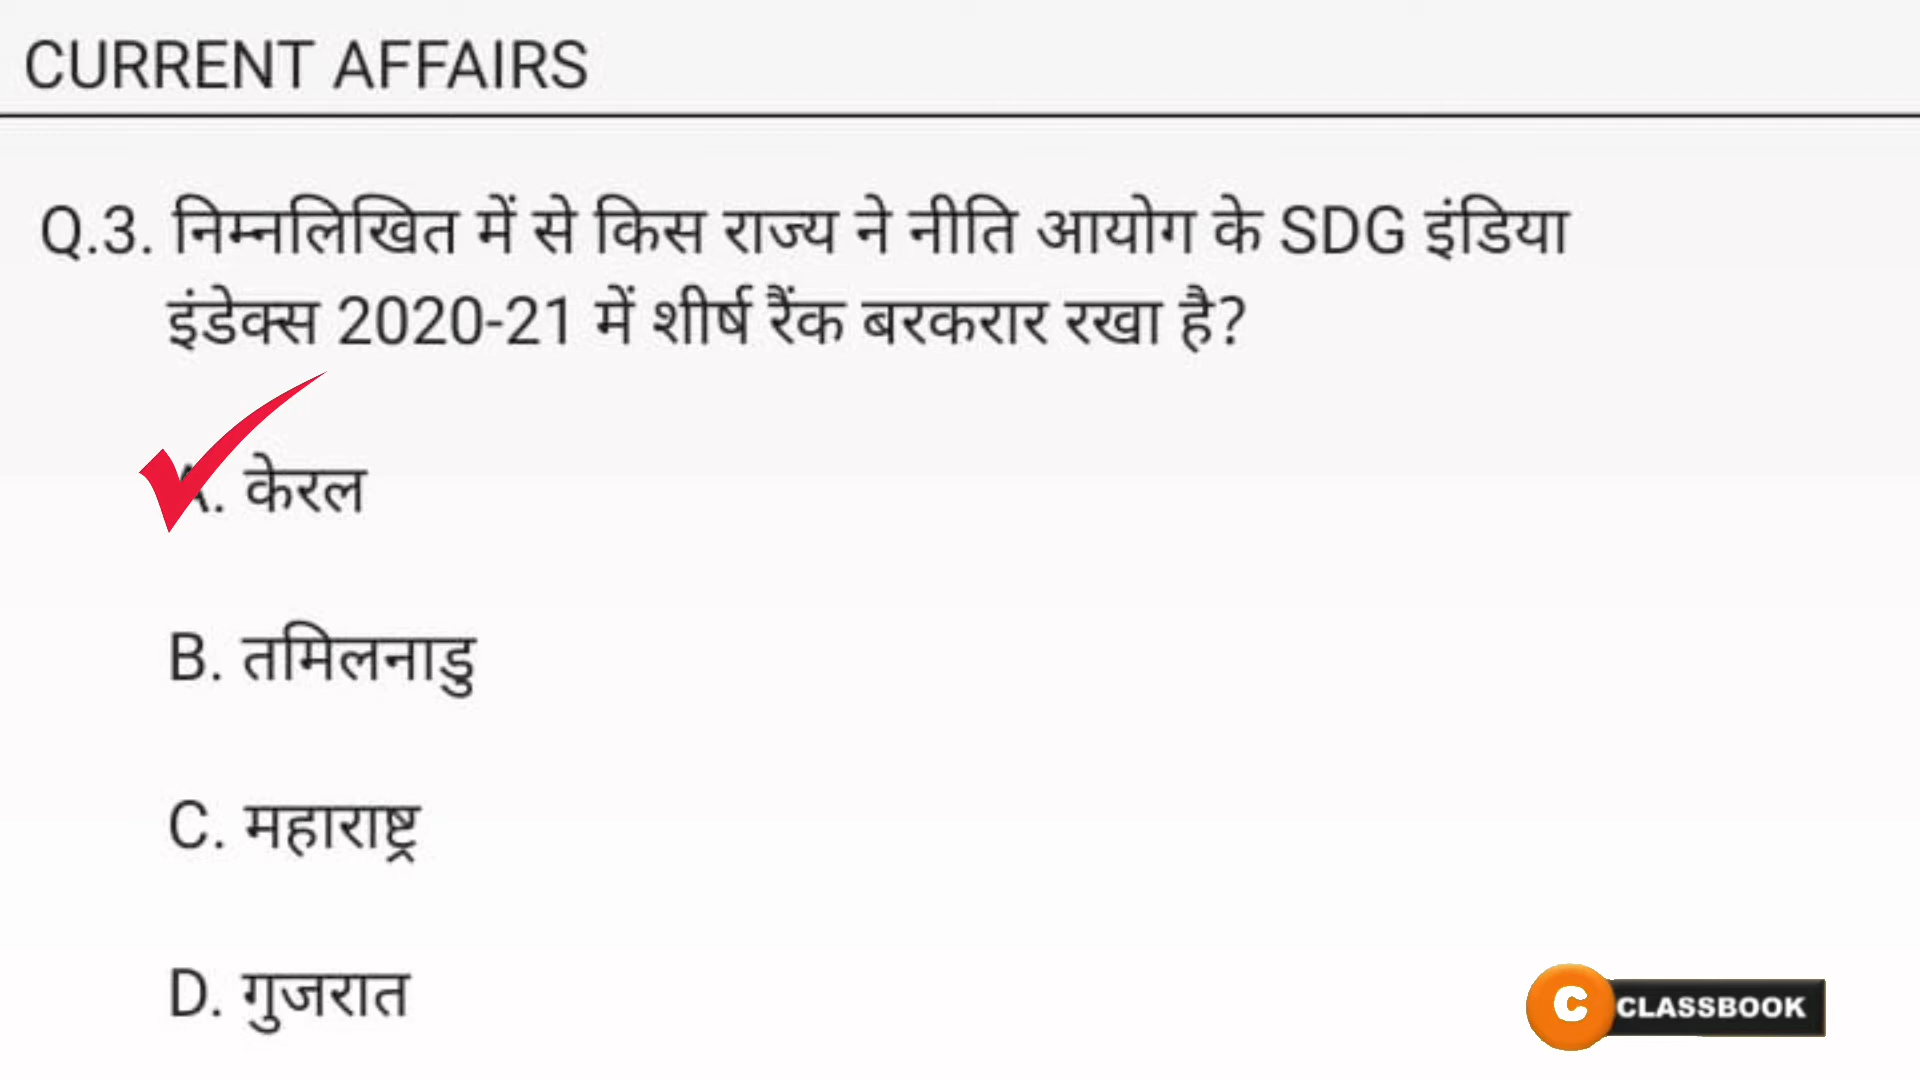 CURRENT AFFAIRS
Q.3. निम्नलिखित में से किस राज्य ने नीति आयोग के SDG इंडिया
इंडेक्स 2020-21 में शीर्ष रैंक बरकरार रखा है?
A. केरल
B. तमिलनाडु
C. महाराष्ट्र
D. गुजरात
C CLASSBOOK